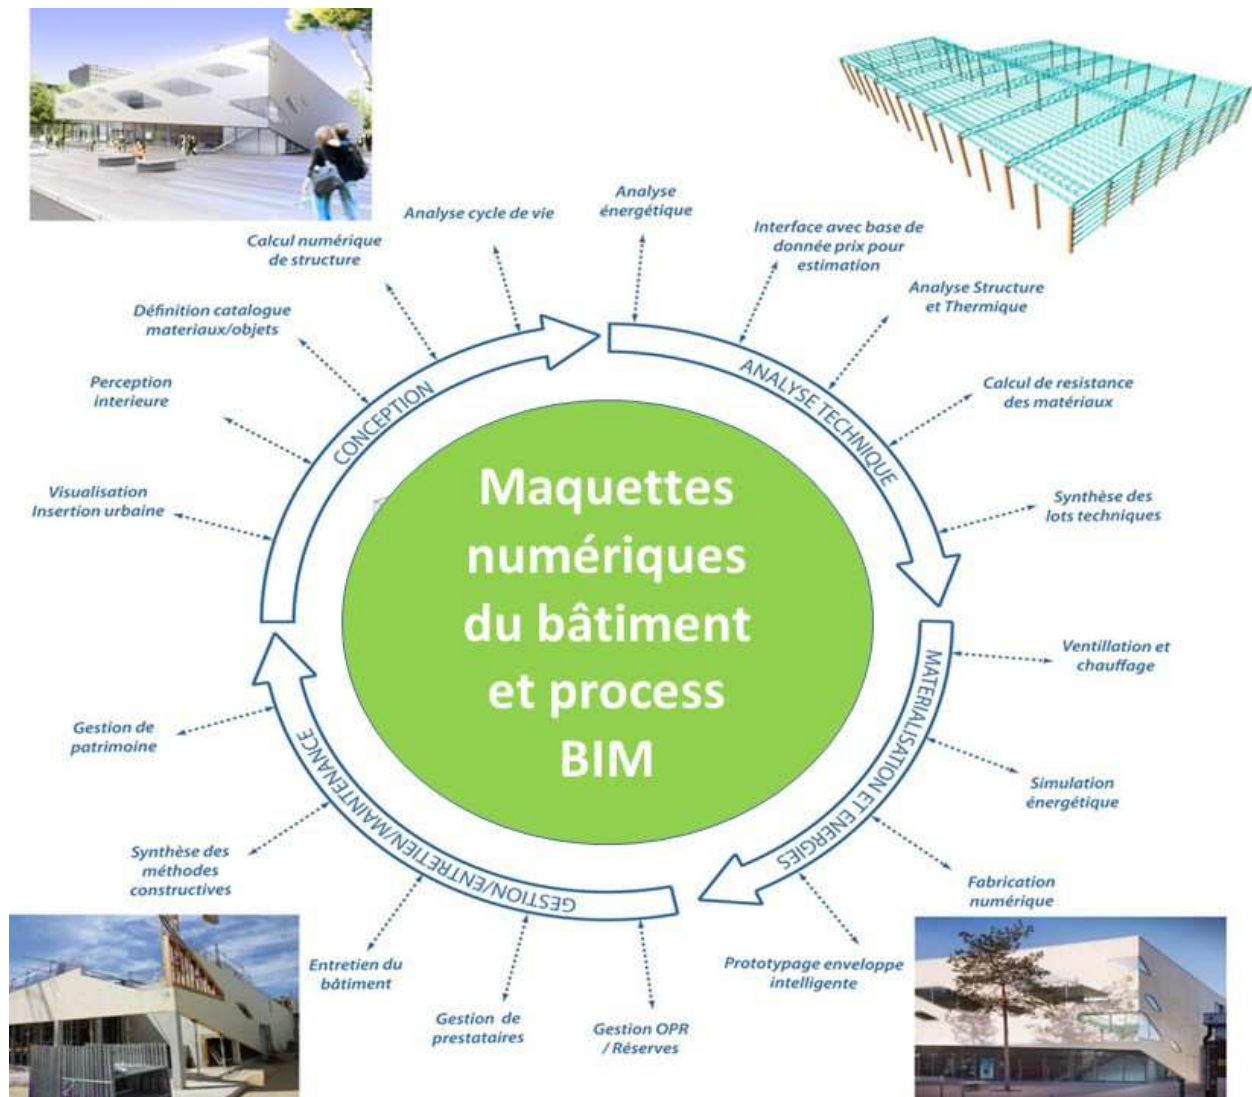 Analyse
énergétique
Analyse cycle de vie
Calcul numérique
de structure
Définition catalogue
materiaux/objets
Perception
interieure
Visualisation
Insertion urbaine
CONCEPTION
Interface avec base de
donnée prix pour
estimation
Analyse Structure
et Thermique
Calcul de resistance
des matériaux
Synthèse des
lots techniques
ANALYSE TECHNIQUE
Maquettes
numériques
du bâtiment
et process
BIM
Ventillation et
chauffage
Simulation
énergétique
Fabrication
numérique
Prototypage enveloppe
intelligente
MATERIALISATION ET ENERGIES
Gestion OPR
/ Réserves
Gestion de
prestataires
Entretien du
bâtiment
Synthèse des
méthodes
constructives
Gestion de
patrimoine
GESTION/ENTRETIEN/MAINTENANCE